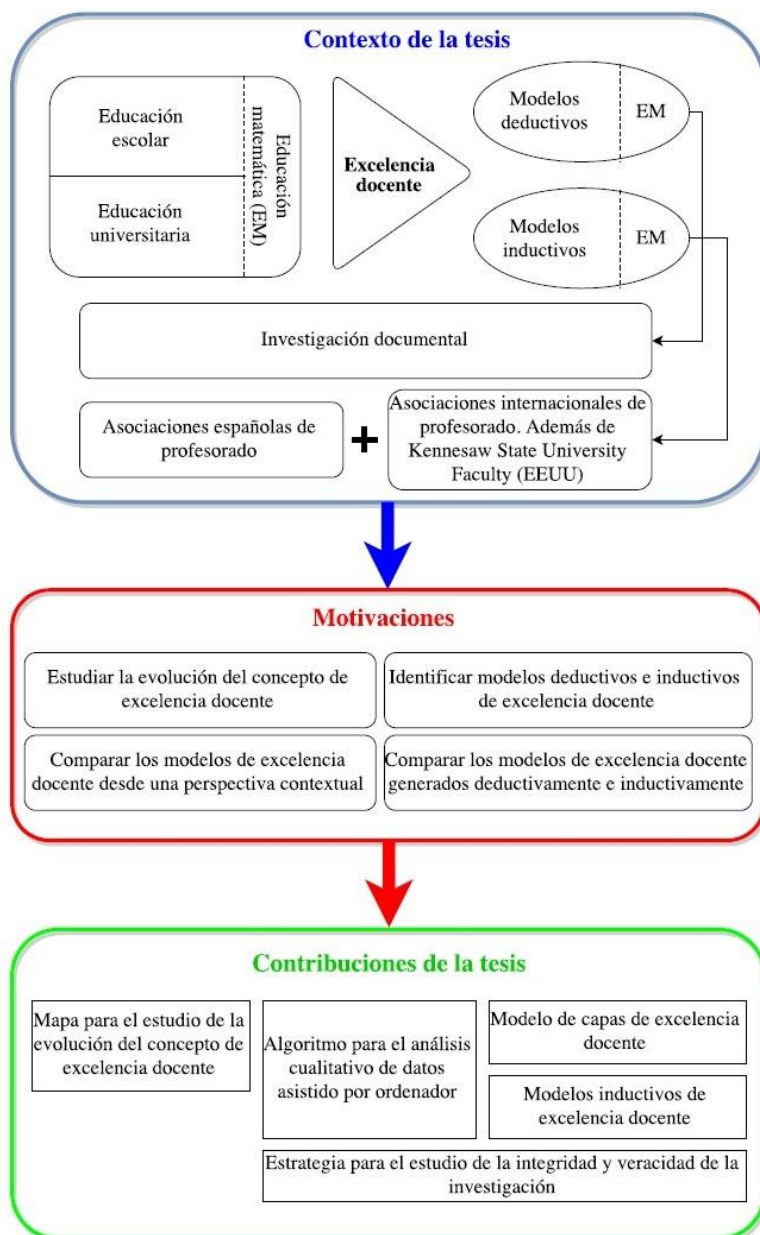 Contexto de la tesis
Educación
escolar
Educación
universitaria
Educación
matemática (EM)
Excelencia
docente
Modelos
deductivos
EM
Modelos
inductivos
EM
Investigación documental
Asociaciones españolas de
profesorado
+
Asociaciones internacionales de
profesorado. Además de
Kennesaw State University
Faculty (EEUU)
Motivaciones
Estudiar la evolución del concepto de
excelencia docente
Identificar modelos deductivos e inductivos
de excelencia docente
Comparar los modelos de excelencia
docente desde una perspectiva contextual
Comparar los modelos de excelencia docente
generados deductivamente e inductivamente
Contribuciones de la tesis
Mapa para el estudio de la
evolución del concepto de
excelencia docente
Algoritmo para el análisis
cualitativo de datos
asistido por ordenador
Modelo de capas de excelencia
docente
Modelos inductivos de
excelencia docente
Estrategia para el estudio de la integridad y veracidad de la
investigación